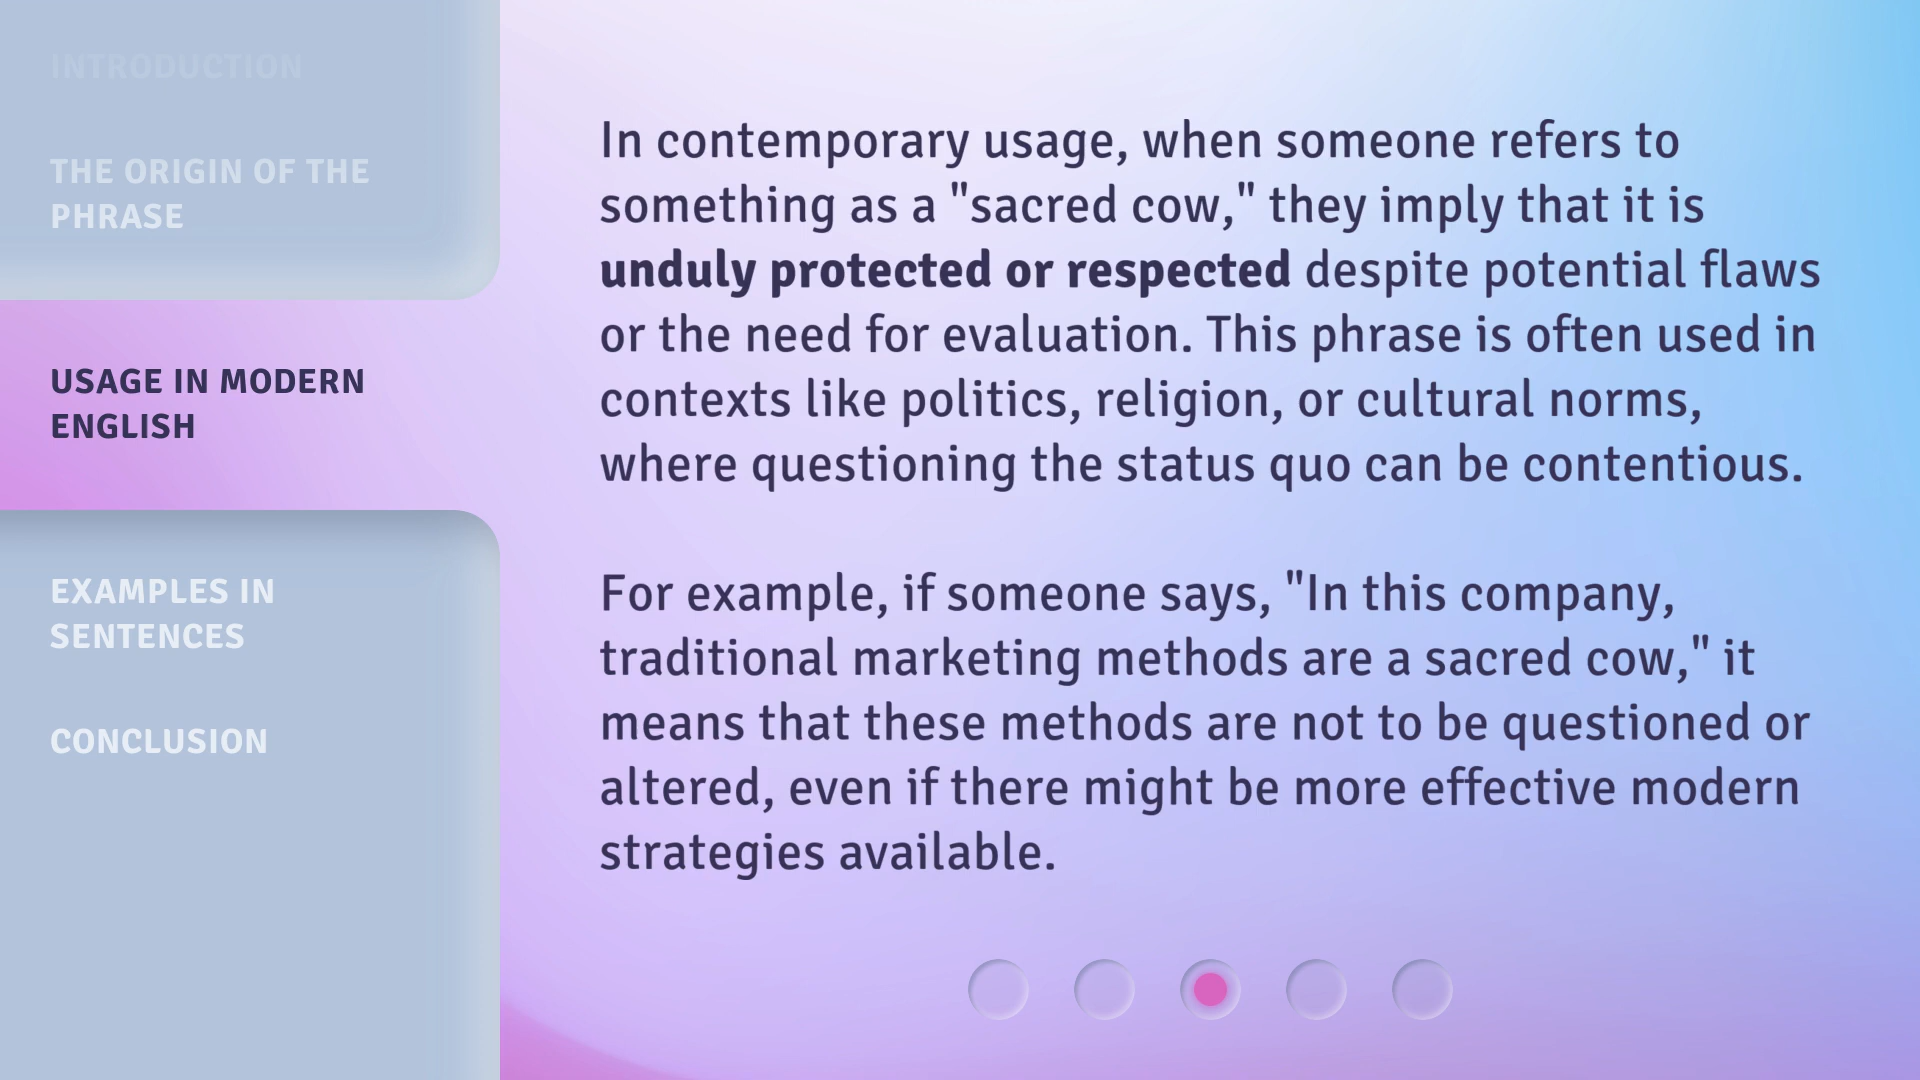 INTRODUCTION
THE ORIGIN OF THE
PHRASE
USAGE IN MODERN
ENGLISH
EXAMPLES IN
SENTENCES
CONCLUSION
In contemporary usage, when someone refers to
something as a "sacred cow," they imply that it is
unduly protected or respected despite potential flaws
or the need for evaluation. This phrase is often used in
contexts like politics, religion, or cultural norms,
where questioning the status quo can be contentious.
For example, if someone says, "In this company,
traditional marketing methods are a sacred cow," it
means that these methods are not to be questioned or
altered, even if there might be more effective modern
strategies available.